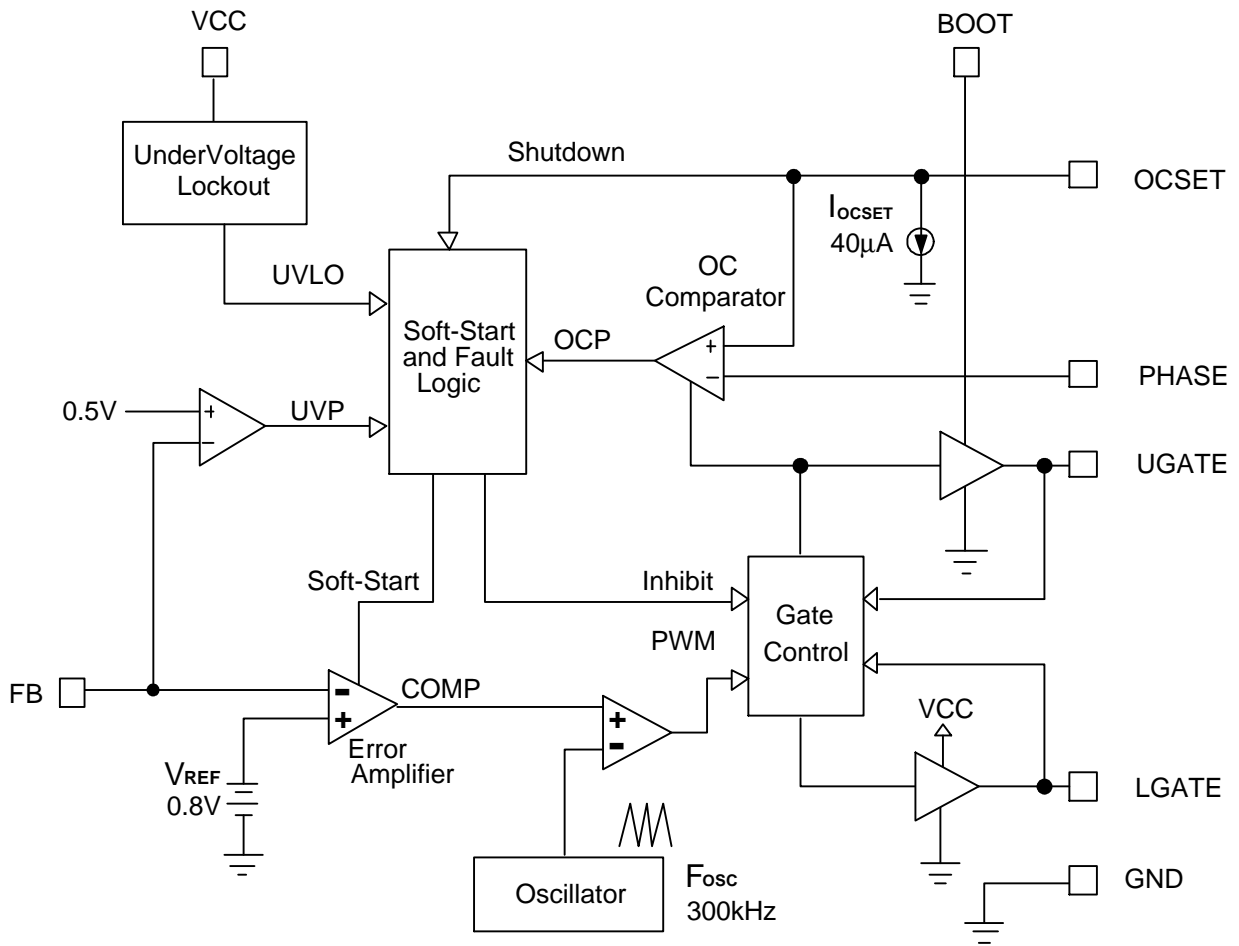 VCC
BOOT
UnderVoltage
Lockout
Shutdown
OCSET
IOCSET
40μA
UVLO
OC
Comparator
Soft-Start
and Fault
Logic
OCP
+
−
PHASE
0.5V
+
−
UVP
UGATE
Soft-Start
Inhibit
Gate
Control
PWM
FB
-
+
COMP
Error
Amplifier
+
-
VCC
VREF
0.8V
LGATE
Oscillator
Fosc
300kHz
GND